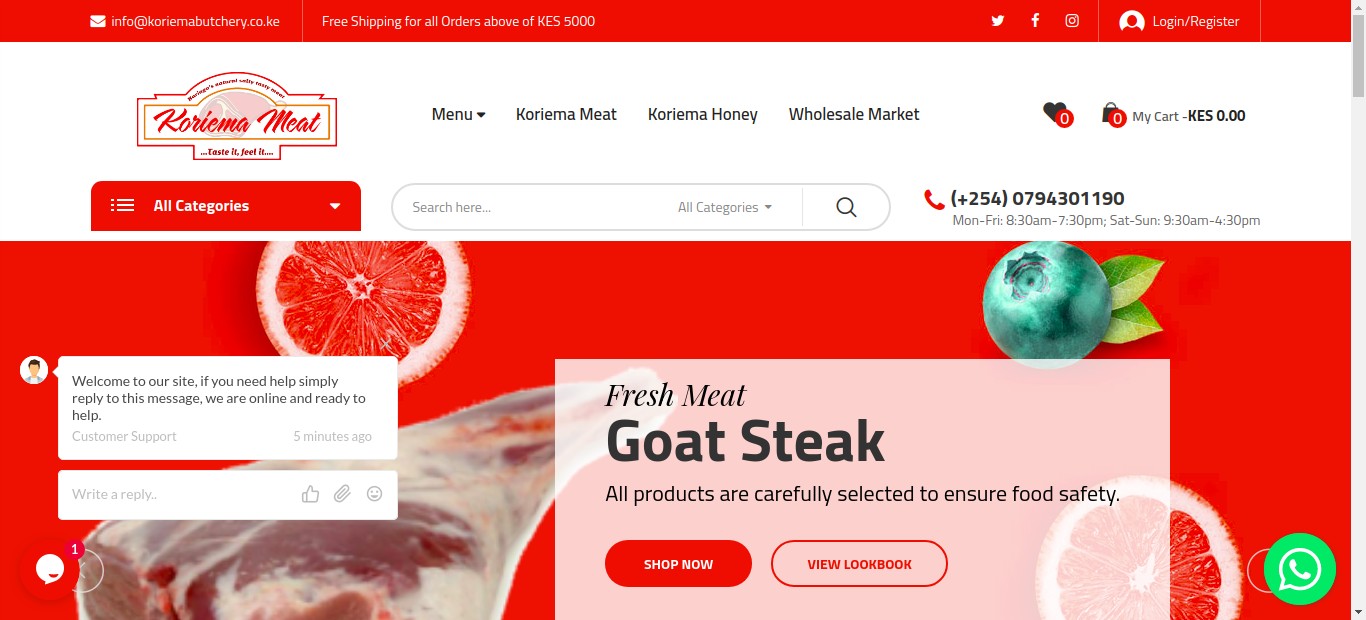 info@koriemabutchery.co.ke
Free Shipping for all Orders above of KES 5000
Login/Register
Koringo's natural salty tasty meat
Koriema Meat
...Taste it, feel it....
Menu
Koriema Meat
Koriema Honey
Wholesale Market
0
0
My Cart -KES 0.00
All Categories
Search here...
All Categories
(+254) 0794301190
Mon-Fri: 8:30am-7:30pm; Sat-Sun: 9:30am-4:30pm
Welcome to our site, if you need help simply
reply to this message, we are online and ready to
help.
Customer Support
5 minutes ago
Write a reply..
1
Fresh Meat
Goat Steak
All products are carefully selected to ensure food safety.
SHOP NOW
VIEW LOOKBOOK